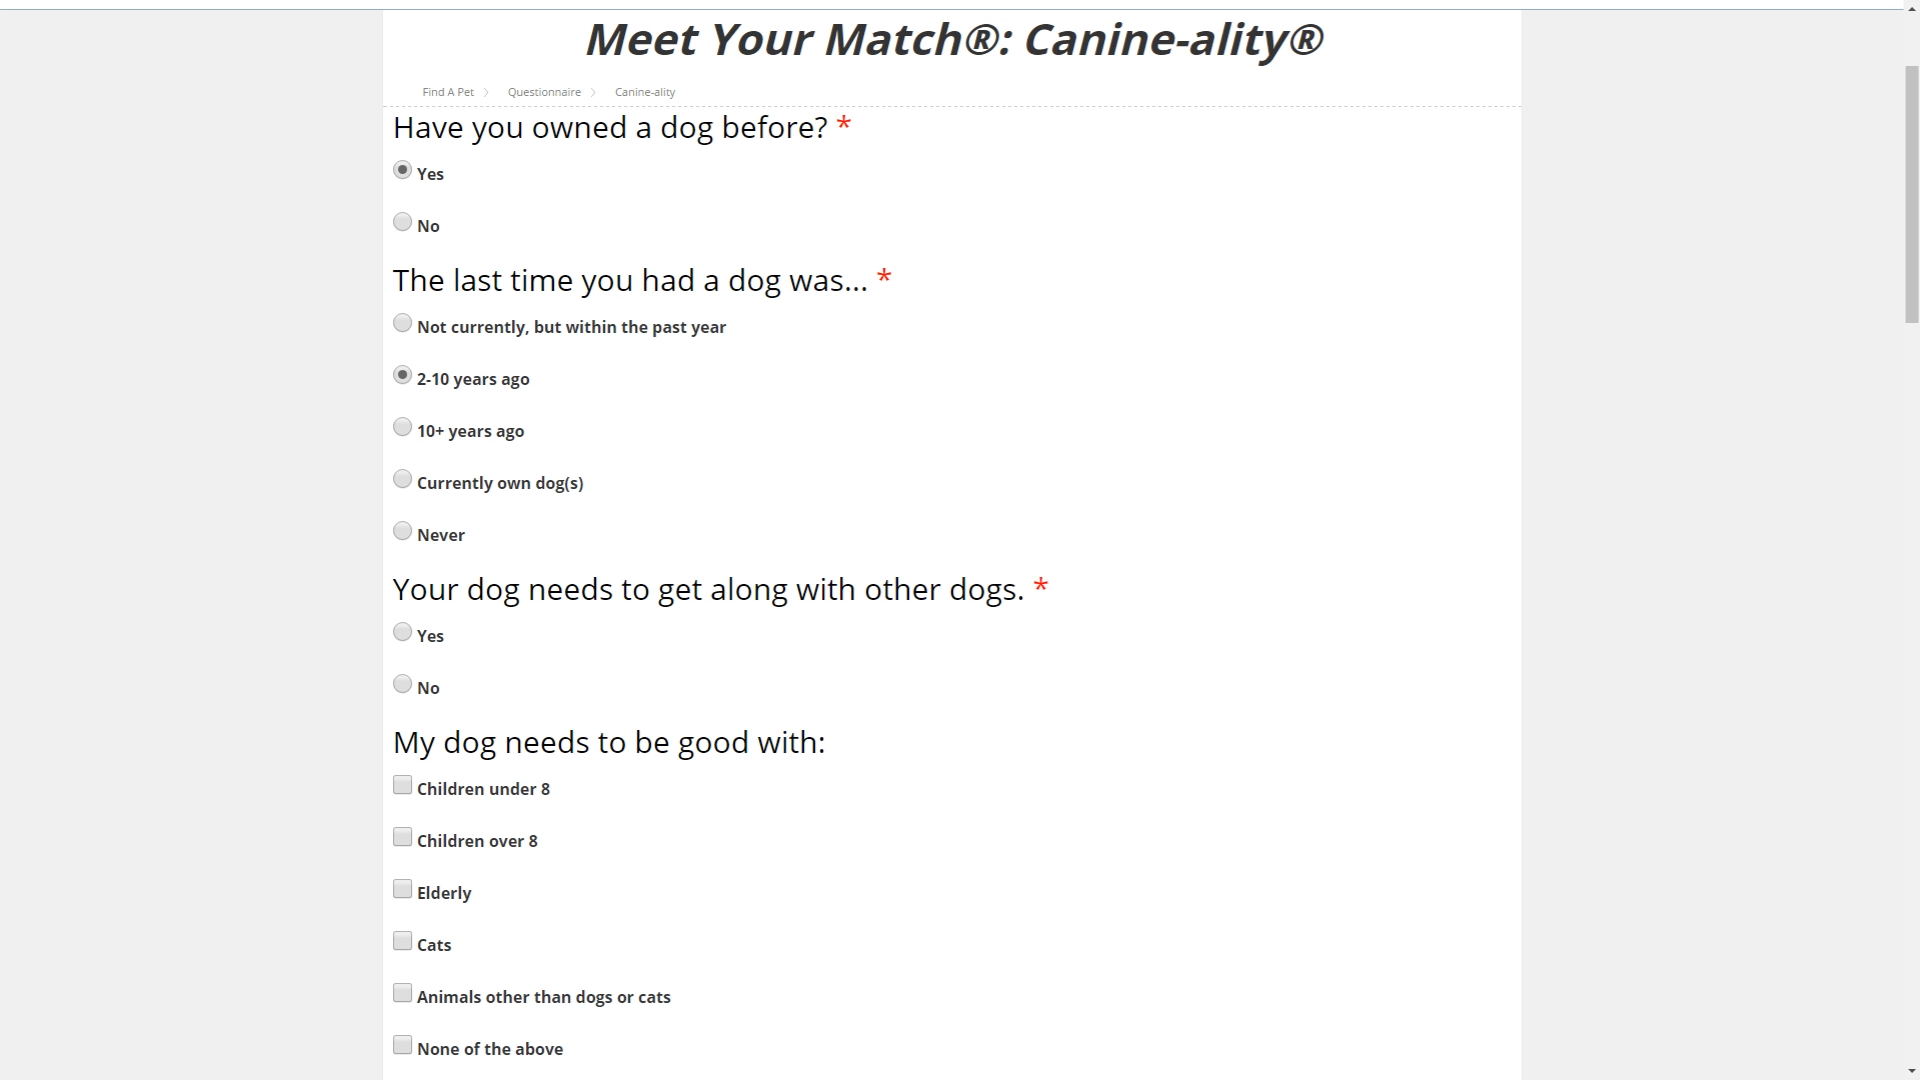 Meet Your Match®: Canine-ality®
Find A Pet
Questionnaire
Canine-ality
Have you owned a dog before? *
Yes
No
The last time you had a dog was... *
Not currently, but within the past year
2-10 years ago
10+ years ago
Currently own dog(s)
Never
Your dog needs to get along with other dogs. *
Yes
No
My dog needs to be good with:
Children under 8
Children over 8
Elderly
Cats
Animals other than dogs or cats
None of the above